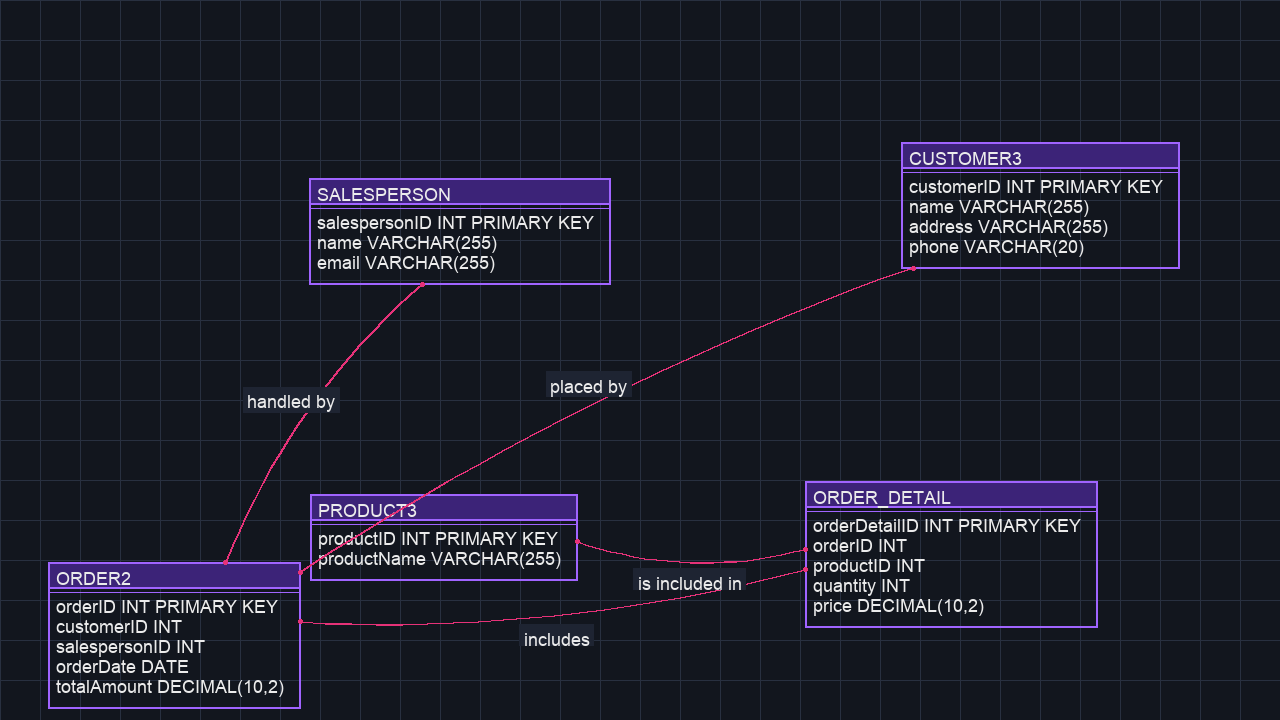 CUSTOMER3
customerID INT PRIMARY KEY
name VARCHAR(255)
address VARCHAR(255)
phone VARCHAR(20)
SALESPERSON
salespersonID INT PRIMARY KEY
name VARCHAR(255)
email VARCHAR(255)
placed by
handled by
PRODUCT3
productID INT PRIMARY KEY
productName VARCHAR(255)
ORDER_DETAIL
orderDetailID INT PRIMARY KEY
orderID INT
productID INT
quantity INT
price DECIMAL(10,2)
is included in
includes
ORDER2
orderID INT PRIMARY KEY
customerID INT
salespersonID INT
orderDate DATE
totalAmount DECIMAL(10,2)